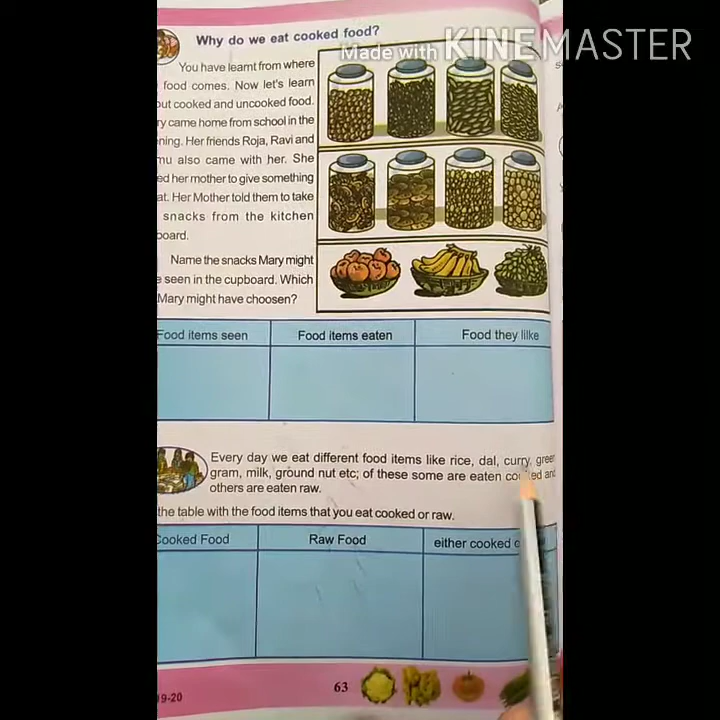 Made with KINEMASTER
Why do we eat cooked food?
You have learnt from where
food comes. Now let's learn
out cooked and uncooked food.
ry came home from school in the
ning. Her friends Roja, Ravi and
mu also came with her. She
ed her mother to give something
at. Her Mother told them to take
snacks from the kitchen
board.
Name the snacks Mary might
e seen in the cupboard. Which
Mary might have choosen?
Food items seen Food items eaten Food they lilke
Every day we eat different food items like rice, dal, curry, green
gram, milk, ground nut etc; of these some are eaten cooked and
others are eaten raw.
the table with the food items that you eat cooked or raw.
Cooked Food Raw Food either cooked o
63
19-20